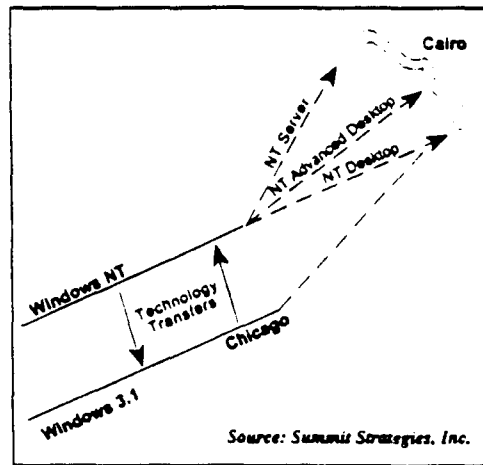 Cairo
NT Server
NT Advanced Desktop
NT Desktop
Windows NT
Technology
Transfers
Chicago
Windows 3.1
Source: Summit Strategies, Inc.